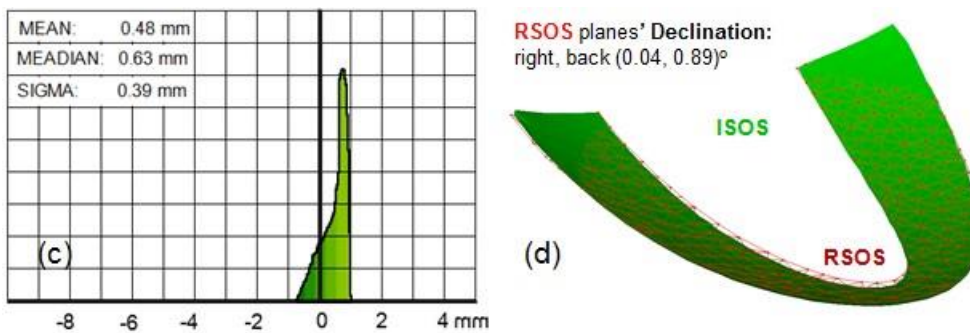 MEAN: 0.48 mm
MEADIAN: 0.63 mm
SIGMA: 0.39 mm
(c)
-8 -6 -4 -2 0 2 4 mm
RSOS planes' Declination:
right, back (0.04, 0.89)º
ISOS
RSOS
(d)